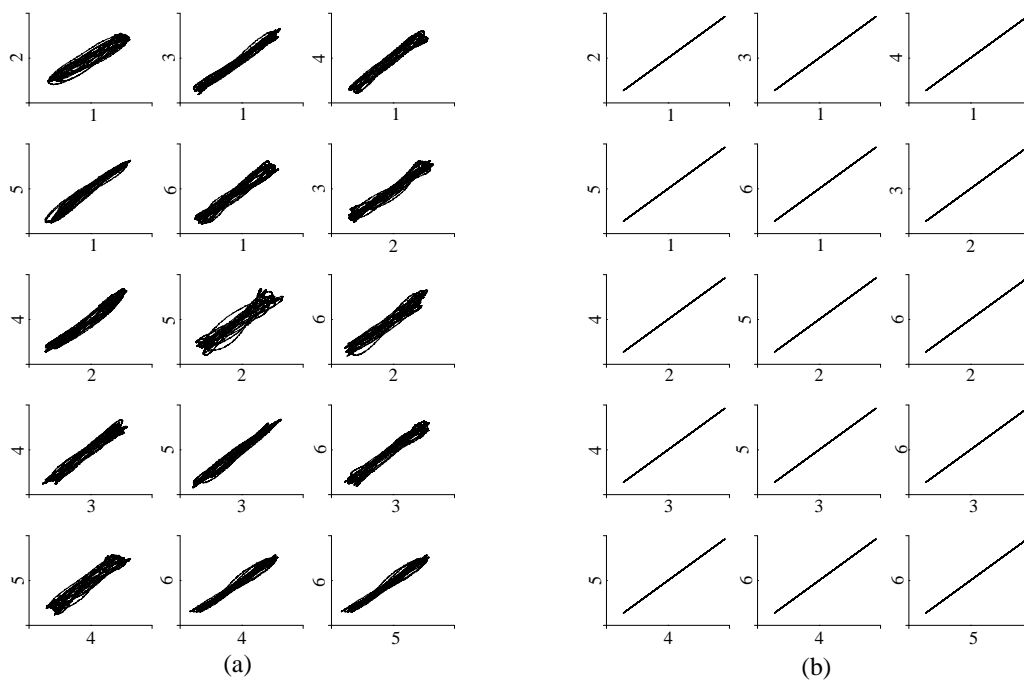 2 3 4 2 3 4
1 1 1 1 1 1
5 6 3 5 6 3
1 1 2 1 1 2
4 5 6 4 5 6
2 2 2 2 2 2
4 5 6 4 5 6
3 3 3 3 3 3
5 6 6 5 6 6
4 4 5 4 4 5
(a) (b)